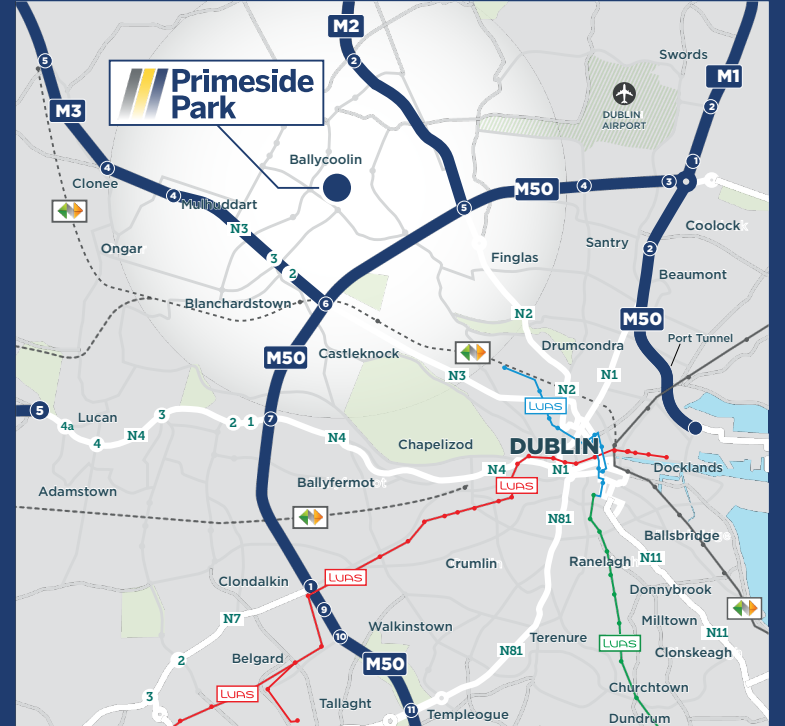 M2
5
2
Swords
M1
Primeside
Park
M3
2
DUBLIN
AIRPORT
Ballycoolin
1
4
Clonee
4
M50
4
3
Mulhuddart
5
N3
Coolock
Santry
2
Ongar
3
Finglas
2
Beaumont
Blanchardstown
6
N2
M50
Port Tunnel
M50
Castleknock
Drumcondra
N3
N1
N2
LUAS
5
Lucan
3
4a
2
1
7
N4
4
N4
Chapelizod
DUBLIN
N4
N1
Docklands
Adamstown
Ballyfermot
LUAS
N81
Ballsbridge
Crumlin
Ranelagh
N11
Clondalkin
LUAS
1
Donnybrook
9
N7
Milltown
10
Walkinstown
N11
Terenure
LUAS
N81
Clonskeagh
2
Belgard
M50
LUAS
Churchtown
3
Tallaght
11
Templeogue
Dundrum